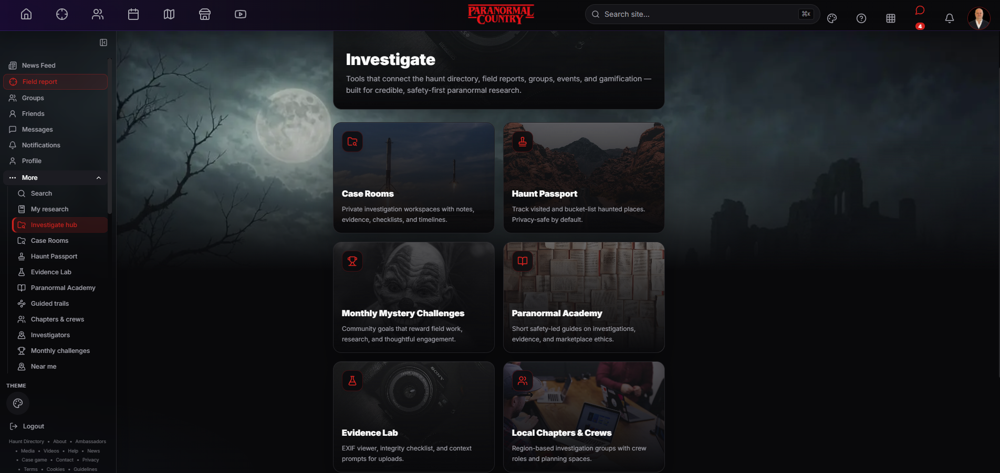 PARANORMAL
COUNTRY
Search site...
⌘K
4
News Feed
Field report
Groups
Friends
Messages
Notifications
Profile
More
Search
My research
Investigate hub
Case Rooms
Haunt Passport
Evidence Lab
Paranormal Academy
Guided trails
Chapters & crews
Investigators
Monthly challenges
Near me
THEME
Logout
Haunt Directory • About • Ambassadors
• Media • Videos • Help • News
• Case game • Contact • Privacy
• Terms • Cookies • Guidelines
Investigate
Tools that connect the haunt directory, field reports, groups, events, and gamification —
built for credible, safety-first paranormal research.
Case Rooms
Private investigation workspaces with notes,
evidence, checklists, and timelines.
Haunt Passport
Track visited and bucket-list haunted places.
Privacy-safe by default.
Monthly Mystery Challenges
Community goals that reward field work,
research, and thoughtful engagement.
Paranormal Academy
Short safety-led guides on investigations,
evidence, and marketplace ethics.
SONY
Evidence Lab
EXIF viewer, integrity checklist, and context
prompts for uploads.
Local Chapters & Crews
Region-based investigation groups with crew
roles and planning spaces.